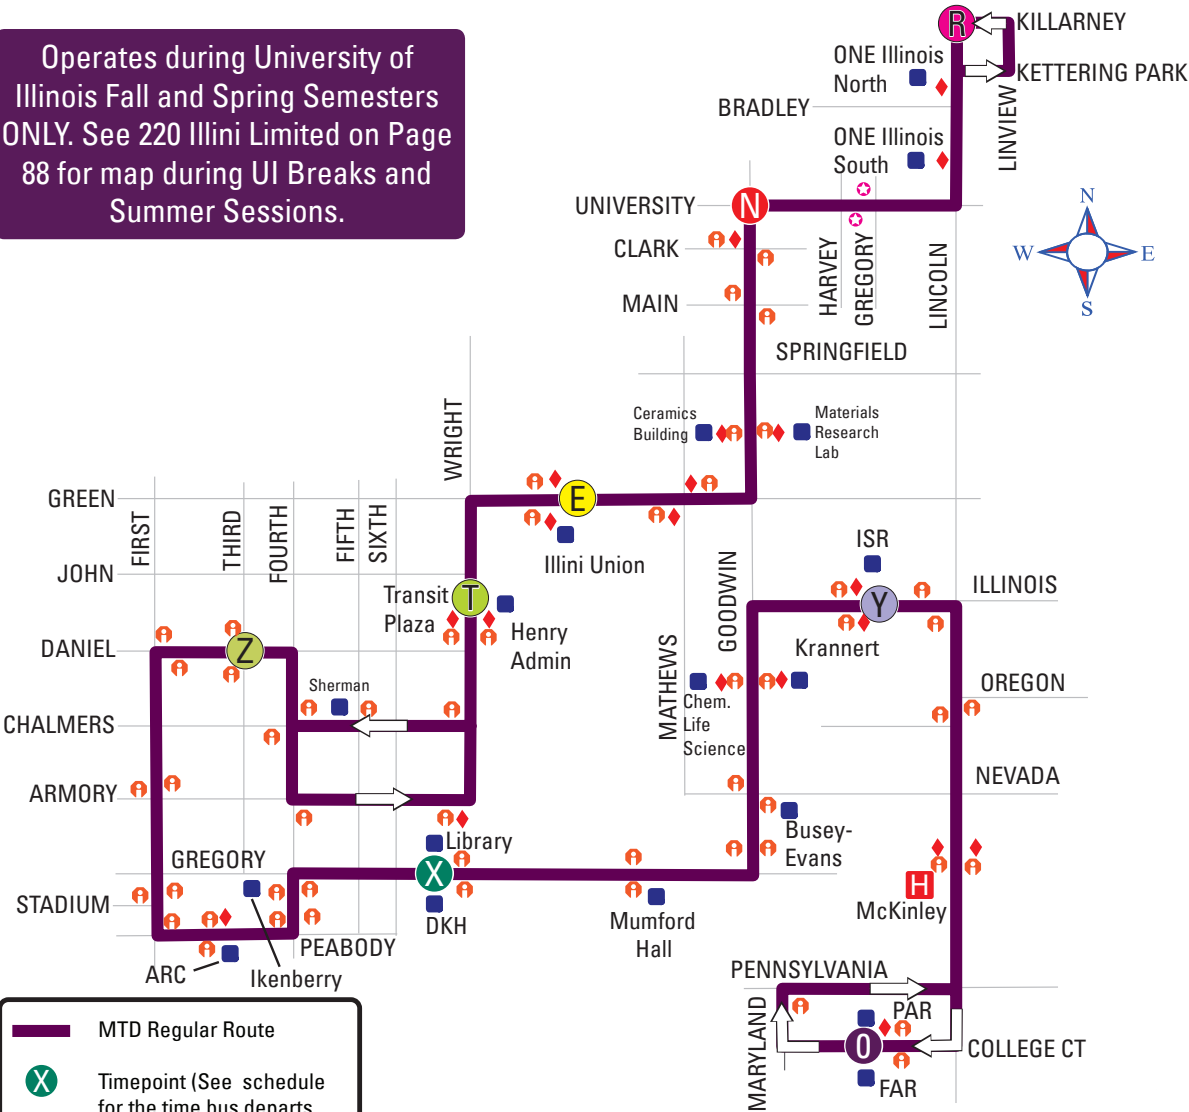 Operates during University of
Illinois Fall and Spring Semesters
ONLY. See 220 Illini Limited on Page
88 for map during UI Breaks and
Summer Sessions.
R
KILLARNEY
ONE Illinois
North
KETTERING PARK
BRADLEY
LINVIEW
ONE Illinois
South
UNIVERSITY
N
CLARK
HARVEY
GREGORY
LINCOLN
N
W
E
S
MAIN
SPRINGFIELD
WRIGHT
Ceramics
Building
Materials
Research
Lab
GREEN
E
FIRST
THIRD
FOURTH
FIFTH
SIXTH
Illini Union
ISR
JOHN
Transit
Plaza
T
Henry
Admin
GOODWIN
Y
ILLINOIS
DANIEL
Z
MATHEWS
Krannert
Sherman
Chem.
Life
Science
OREGON
CHALMERS
NEVADA
ARMORY
Library
Busey-
Evans
GREGORY
X
H
McKinley
STADIUM
DKH
Mumford
Hall
PEABODY
ARC
Ikenberry
PENNSYLVANIA
MARYLAND
PAR
O
COLLEGE CT
FAR
MTD Regular Route
X
Timepoint (See schedule
for the time bus departs